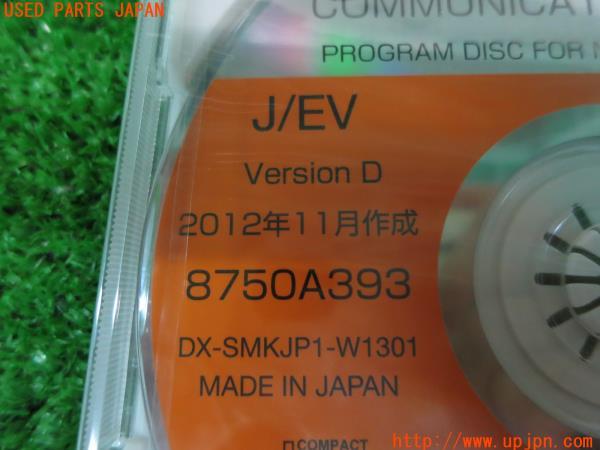 USED PARTS JAPAN
COMMUNICAT
PROGRAM DISC FOR N
J/EV
Version D
2012年11月作成
8750A393
DX-SMKJP1-W1301
MADE IN JAPAN
COMPACT
http://www.upjpn.com/